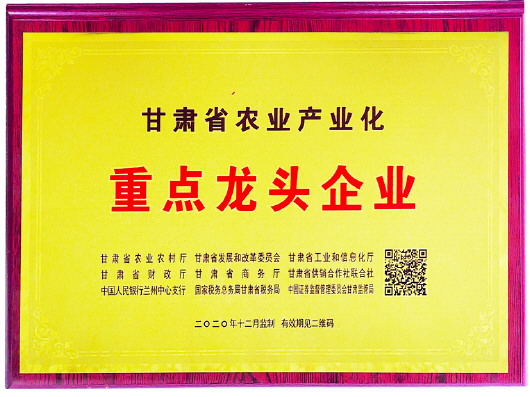 甘肃省农业产业化
重点龙头企业
甘肃省农业农村厅 甘肃省发展和改革委员会 甘肃省工业和信息化厅
甘肃省财政厅 甘肃省商务厅 甘肃省供销合作社联合社
中国人民银行兰州中心支行 国家税务总局甘肃省税务局 中国证券监督管理委员会甘肃监管局
二〇二〇年十二月监制 有效期见二维码